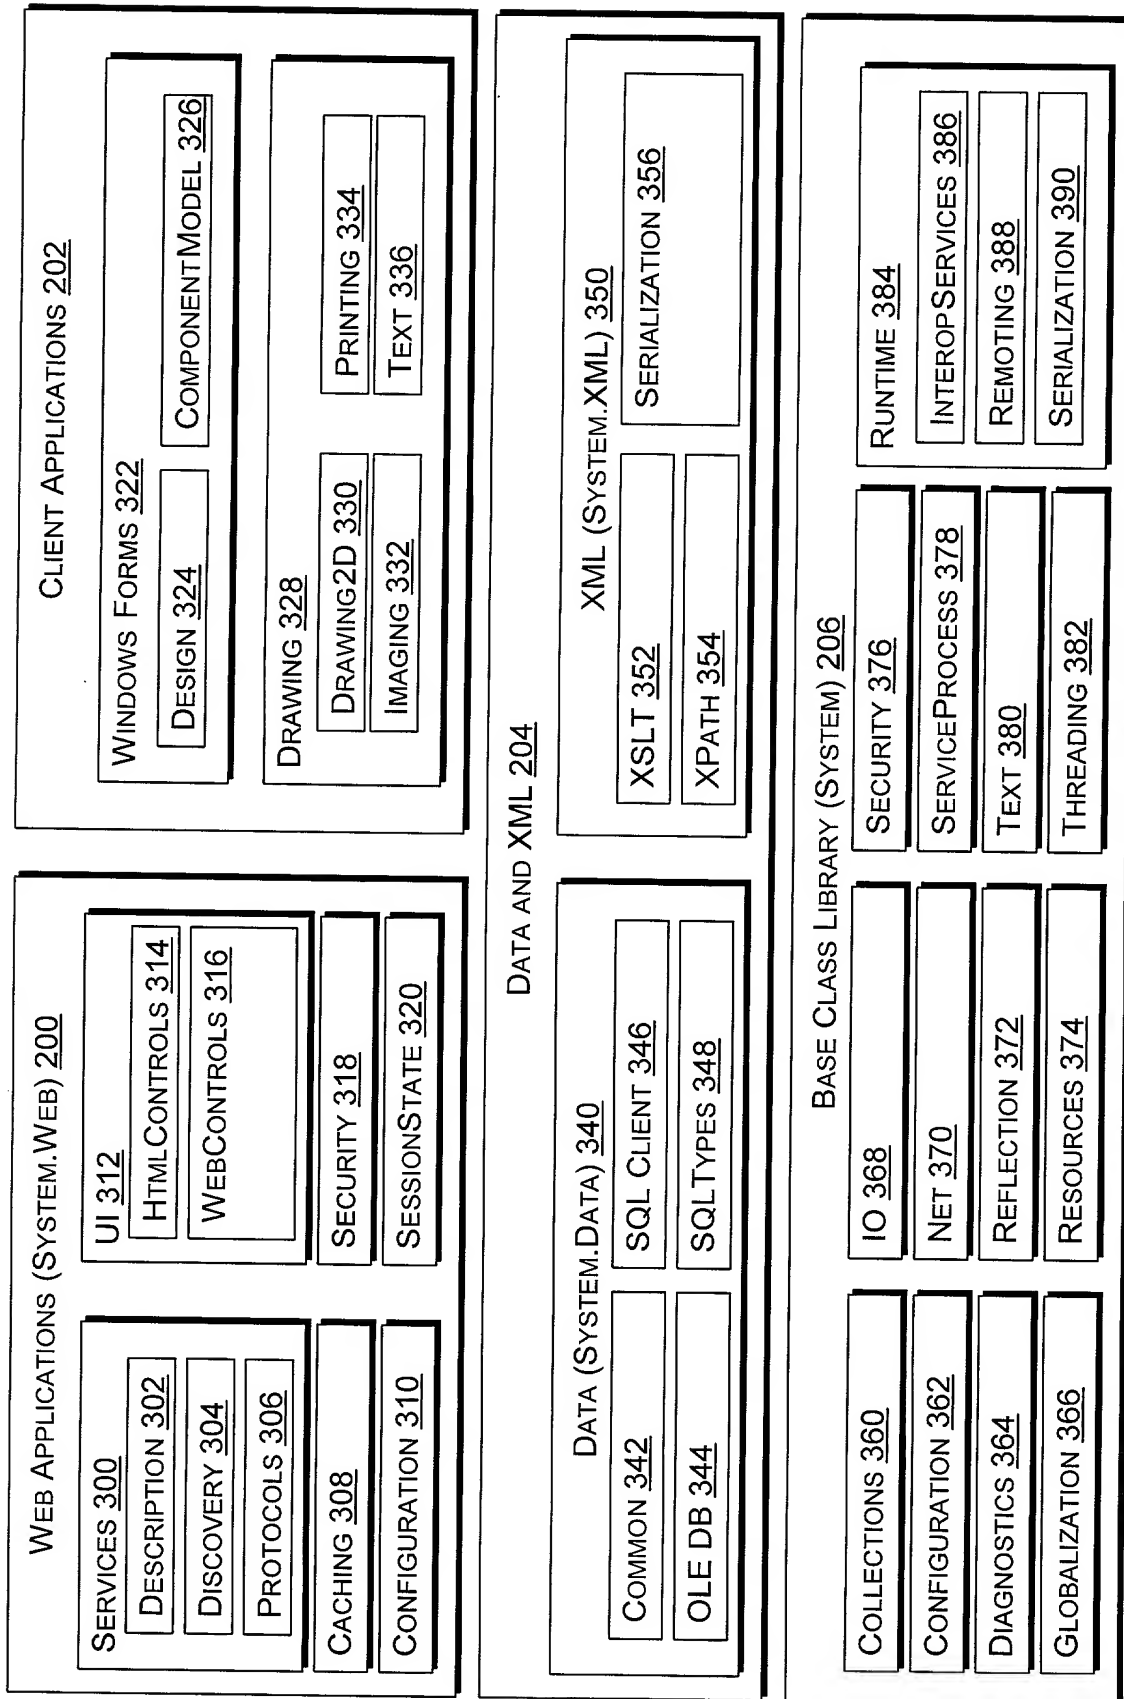 WEB APPLICATIONS (SYSTEM.WEB) 200
SERVICES 300
DESCRIPTION 302
DISCOVERY 304
PROTOCOLS 306
CACHING 308
CONFIGURATION 310
UI 312
HTMLCONTROLS 314
WEBCONTROLS 316
SECURITY 318
SESSIONSTATE 320
CLIENT APPLICATIONS 202
WINDOWS FORMS 322
DESIGN 324
COMPONENTMODEL 326
DRAWING 328
DRAWING2D 330
IMAGING 332
PRINTING 334
TEXT 336
DATA AND XML 204
DATA (SYSTEM.DATA) 340
COMMON 342
OLE DB 344
SQL CLIENT 346
SQLTYPES 348
XML (SYSTEM.XML) 350
XSLT 352
XPATH 354
SERIALIZATION 356
BASE CLASS LIBRARY (SYSTEM) 206
COLLECTIONS 360
CONFIGURATION 362
DIAGNOSTICS 364
GLOBALIZATION 366
IO 368
NET 370
REFLECTION 372
RESOURCES 374
SECURITY 376
SERVICEPROCESS 378
TEXT 380
THREADING 382
RUNTIME 384
INTEROPSERVICES 386
REMOTING 388
SERIALIZATION 390